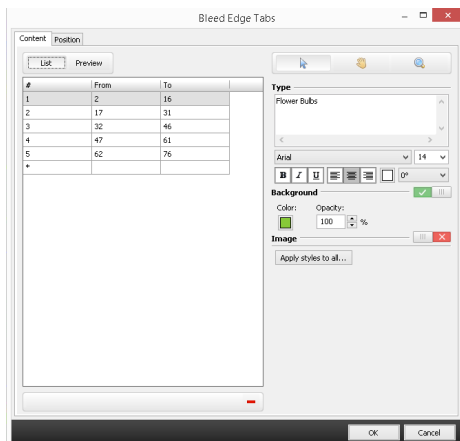 Bleed Edge Tabs
Content Position
List Preview
# From To
1 2 16
2 17 31
3 32 46
4 47 61
5 62 76
*
Type
Flower Bulbs
Arial 14
B I U 0°
Background
Color: Opacity:
100 %
Image
Apply styles to all...
OK Cancel